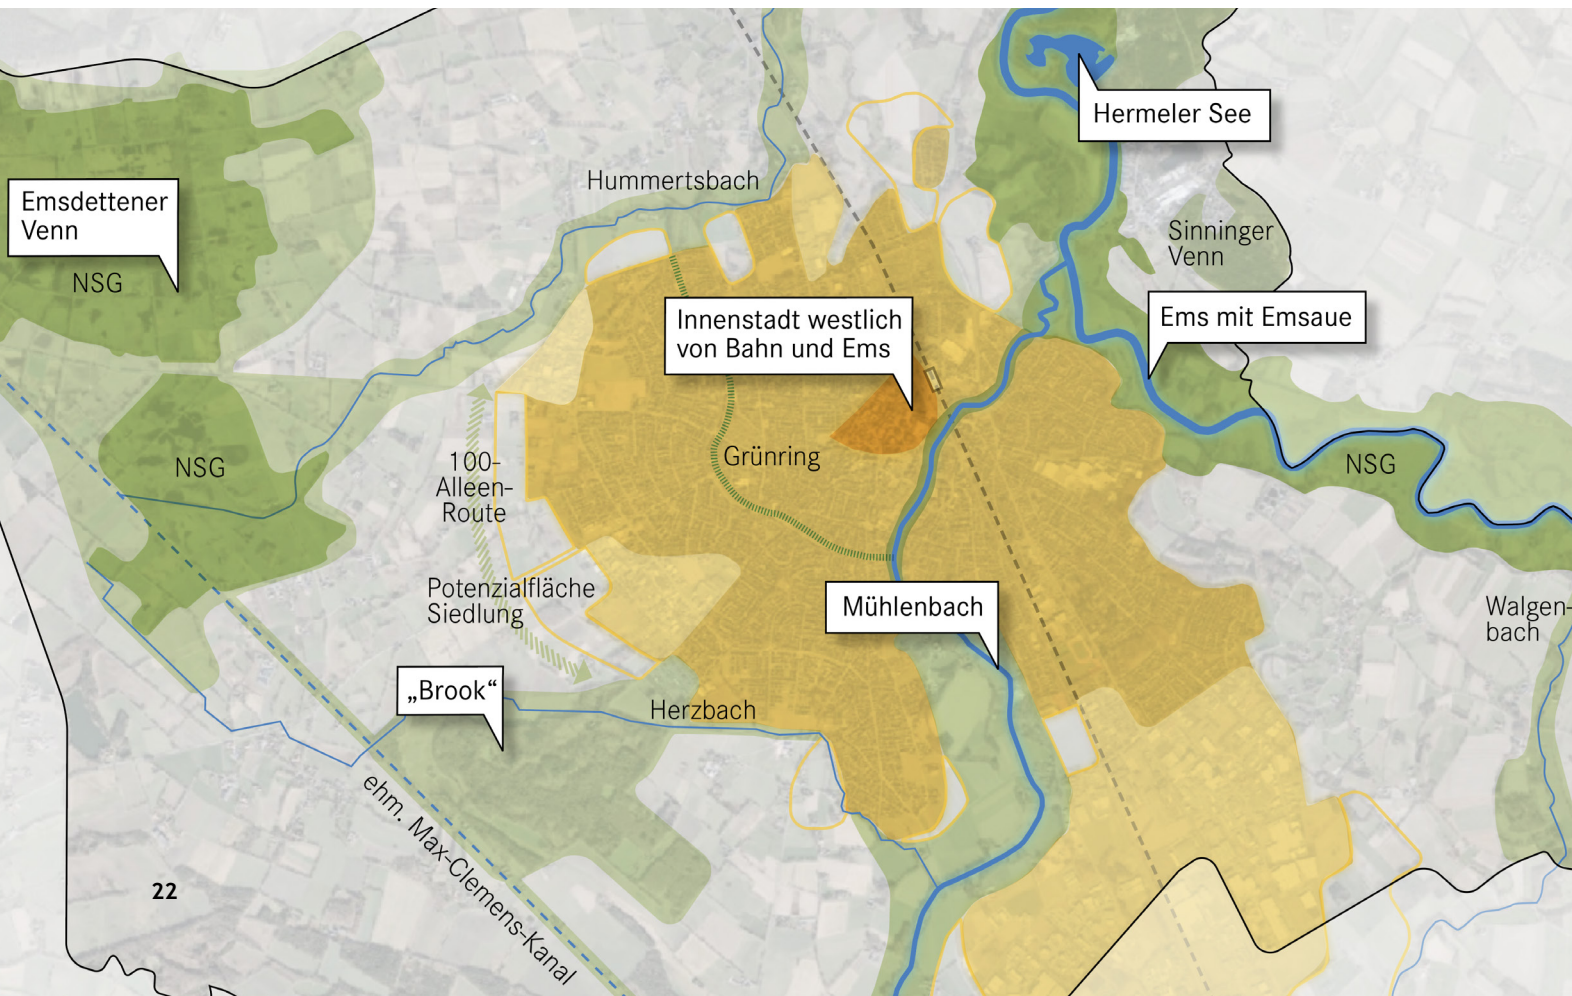 Hermeler See
Hummertsbach
Emsdettener
Venn
NSG
Sinninger
Venn
Innenstadt westlich
von Bahn und Ems
Ems mit Emsaue
Grünring
NSG
NSG
100-
Alleen-
Route
Potenzialfläche
Siedlung
Mühlenbach
Walgen-
bach
„Brook“
Herzbach
ehm. Max-Clemens-Kanal
22